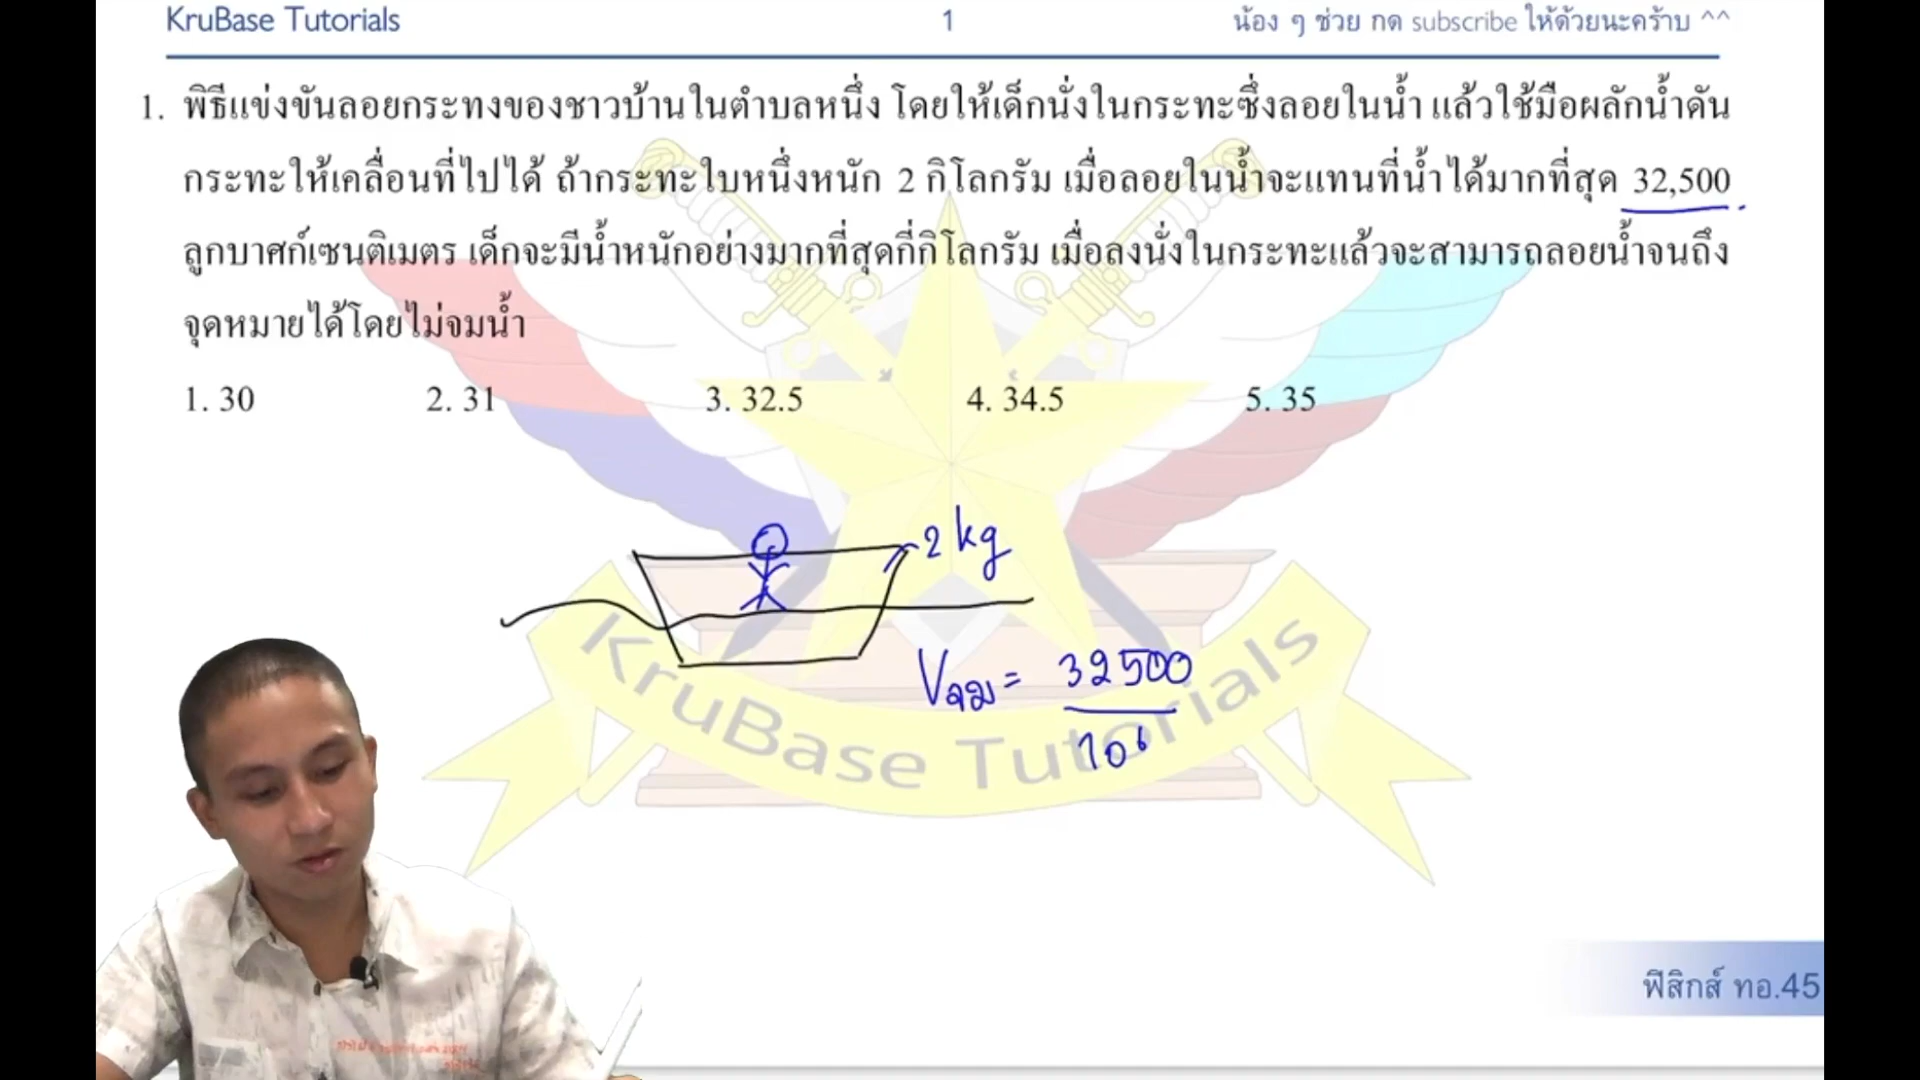 KruBase Tutorials 1 น้อง ๆ ช่วย กด subscribe ให้ด้วยนะคร้าบ ^^
1. พิธีแข่งขันลอยกระทงของชาวบ้านในตำบลหนึ่ง โดยให้เด็กนั่งในกระทะซึ่งลอยในน้ำ แล้วใช้มือผลักน้ำดัน
กระทะให้เคลื่อนที่ไปได้ ถ้ากระทะใบหนึ่งหนัก 2 กิโลกรัม เมื่อลอยในน้ำจะแทนที่น้ำได้มากที่สุด 32,500
ลูกบาศก์เซนติเมตร เด็กจะมีน้ำหนักอย่างมากที่สุดกี่กิโลกรัม เมื่อลงนั่งในกระทะแล้วจะสามารถลอยน้ำจนถึง
จุดหมายได้โดยไม่จมน้ำ
1. 30 2. 31 3. 32.5 4. 34.5 5. 35
2 kg
Vจม = 32500
10⁶
KruBase Tutorials
ฟิสิกส์ ทอ.45